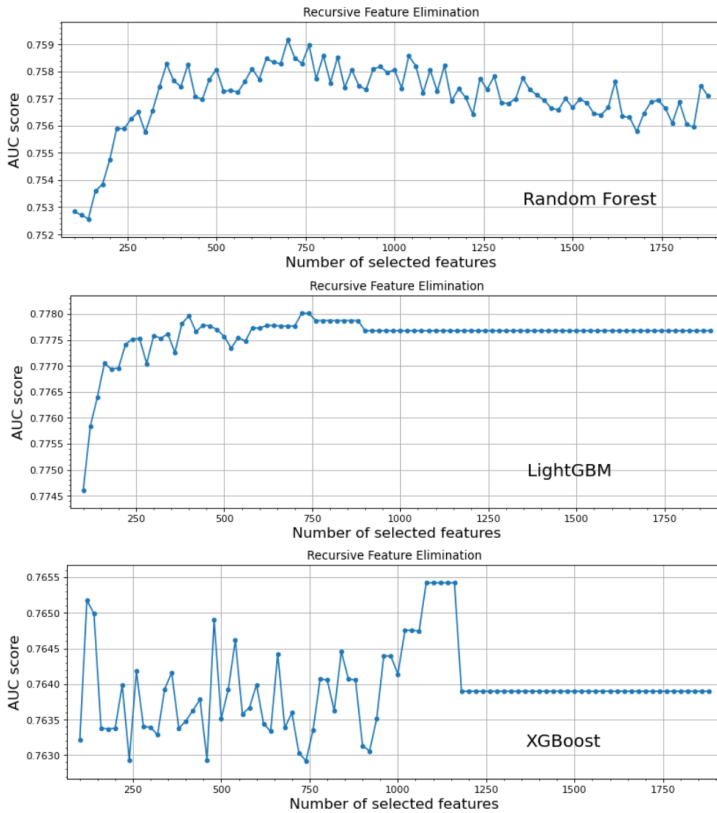 Recursive Feature Elimination
0.759
0.758
0.757
0.756
0.755
0.754
0.753
0.752
AUC score
Random Forest
250 500 750 1000 1250 1500 1750
Number of selected features
Recursive Feature Elimination
0.7780
0.7775
0.7770
0.7765
0.7760
0.7755
0.7750
0.7745
AUC score
LightGBM
250 500 750 1000 1250 1500 1750
Number of selected features
Recursive Feature Elimination
0.7655
0.7650
0.7645
0.7640
0.7635
0.7630
AUC score
XGBoost
250 500 750 1000 1250 1500 1750
Number of selected features